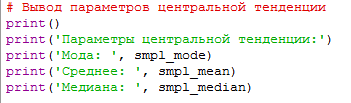 # Вывод параметров центральной тенденции
print()
print('Параметры центральной тенденции:')
print('Мода: ', smpl_mode)
print('Среднее: ', smpl_mean)
print('Медиана: ', smpl_median)